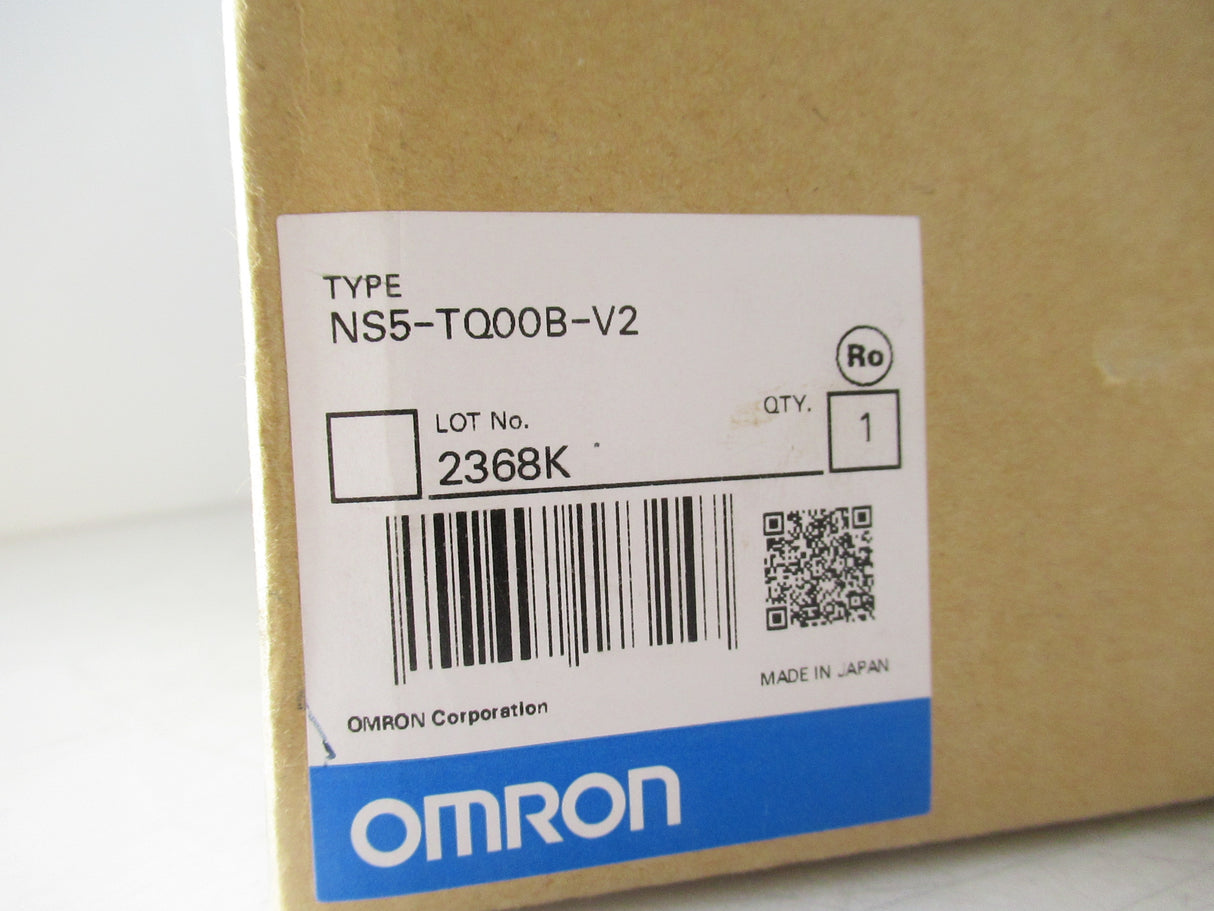 TYPE
NS5-TQ00B-V2
Ro
LOT No.
QTY.
1
2368K
MADE IN JAPAN
OMRON Corporation
OMRON